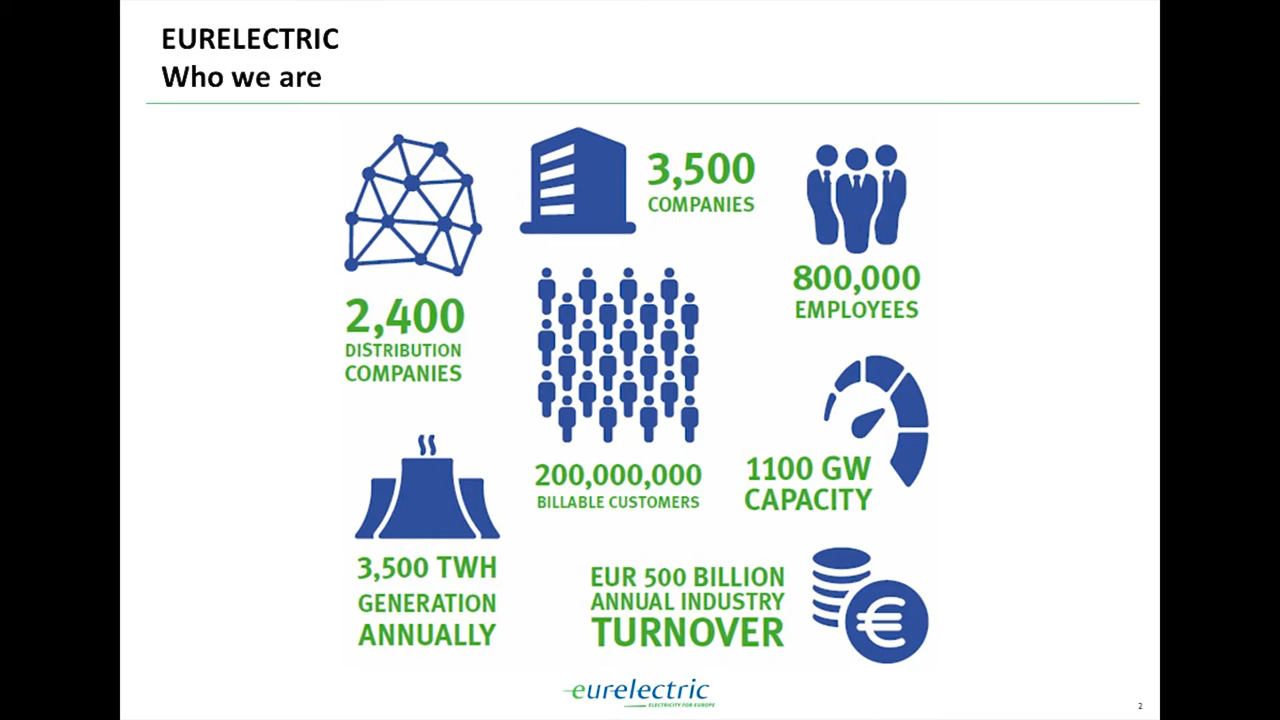 EURELECTRIC
Who we are
3,500
COMPANIES
800,000
EMPLOYEES
2,400
DISTRIBUTION
COMPANIES
200,000,000
BILLABLE CUSTOMERS
1100 GW
CAPACITY
3,500 TWH
GENERATION
ANNUALLY
EUR 500 BILLION
ANNUAL INDUSTRY
TURNOVER
€
eurelectric
ELECTRICITY FOR EUROPE
2